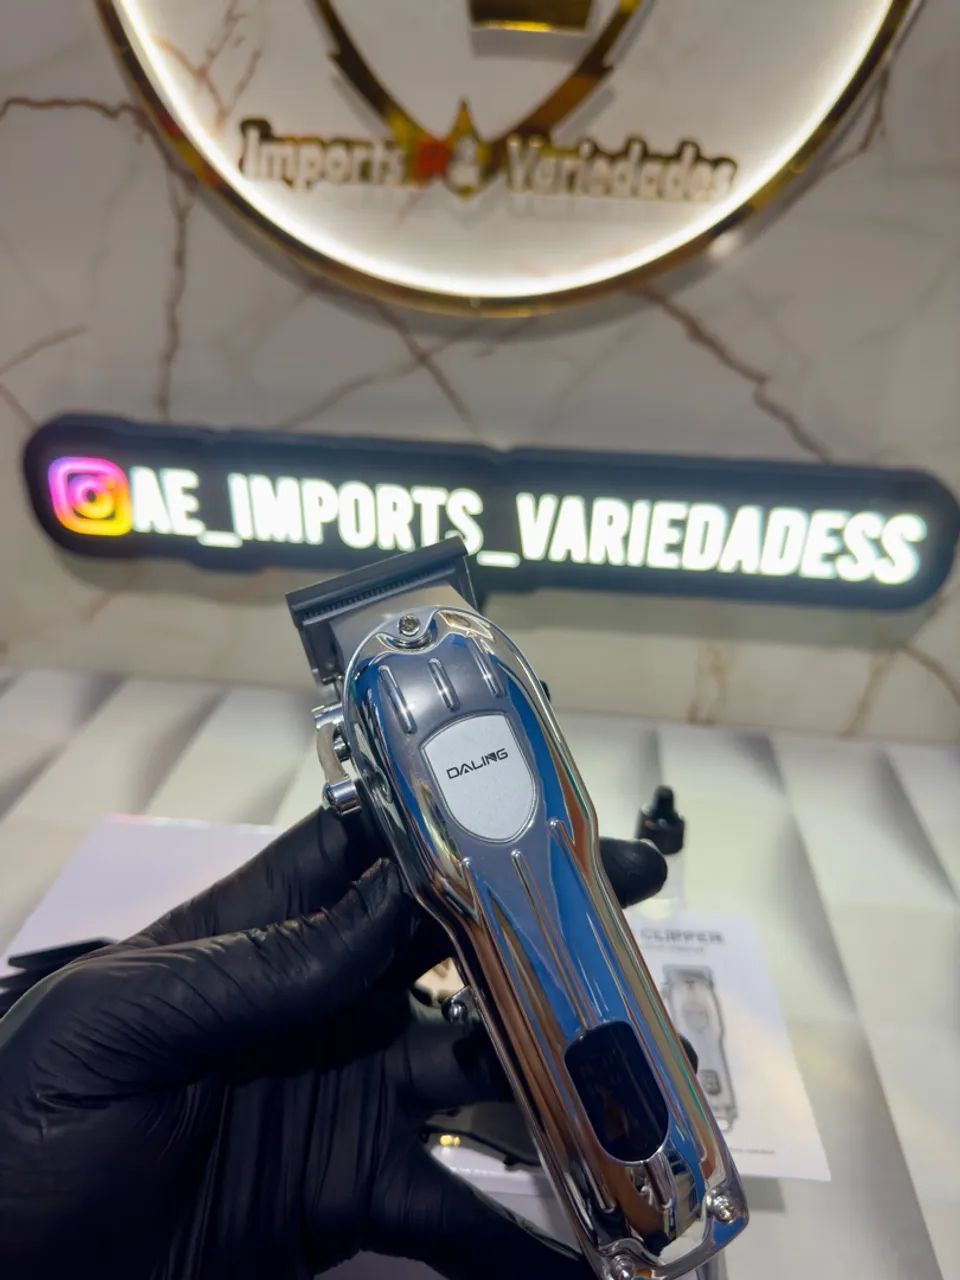 Imports & Variedades
AE_IMPORTS_VARIEDADESS
DALING
CLIPPER